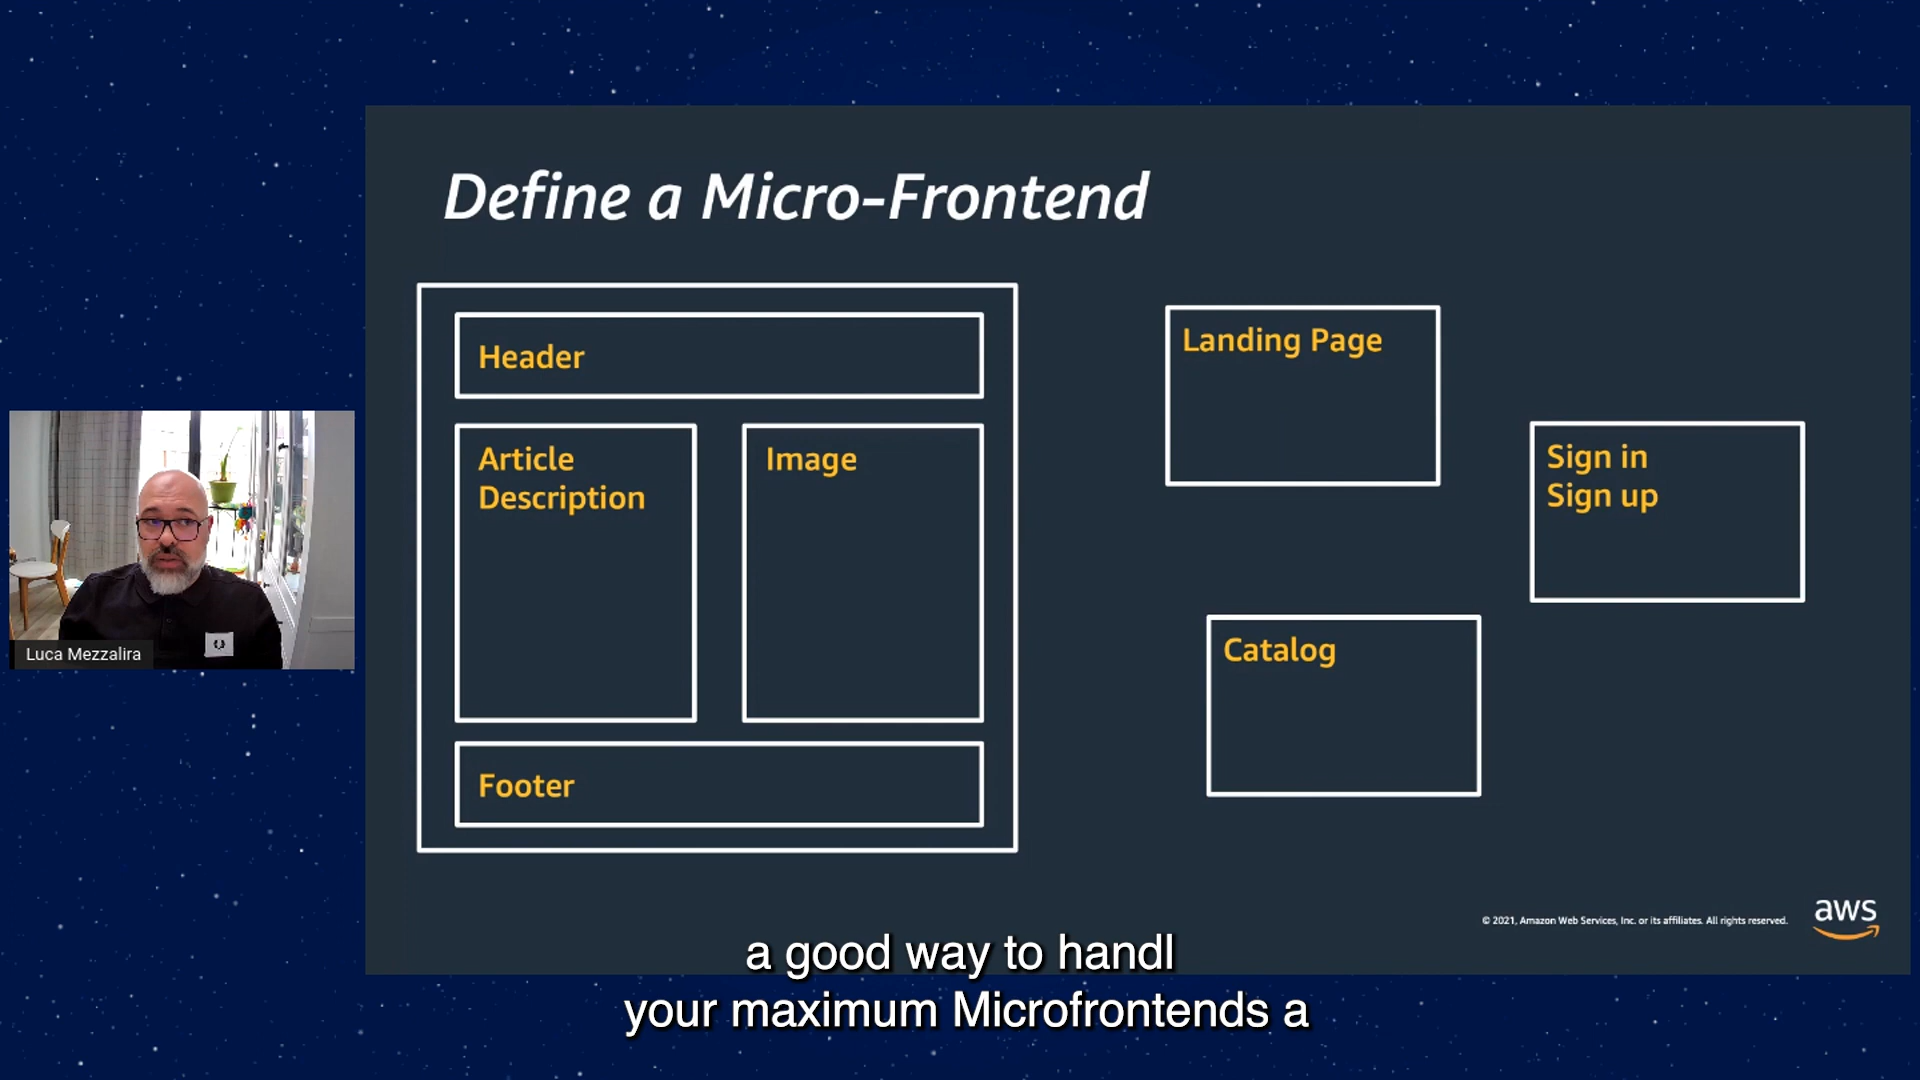 Define a Micro-Frontend
Header
Article
Description
Image
Footer
Landing Page
Sign in
Sign up
Catalog
Luca Mezzalira
© 2021, Amazon Web Services, Inc. or its affiliates. All rights reserved.
aws
a good way to handl
your maximum Microfrontends a